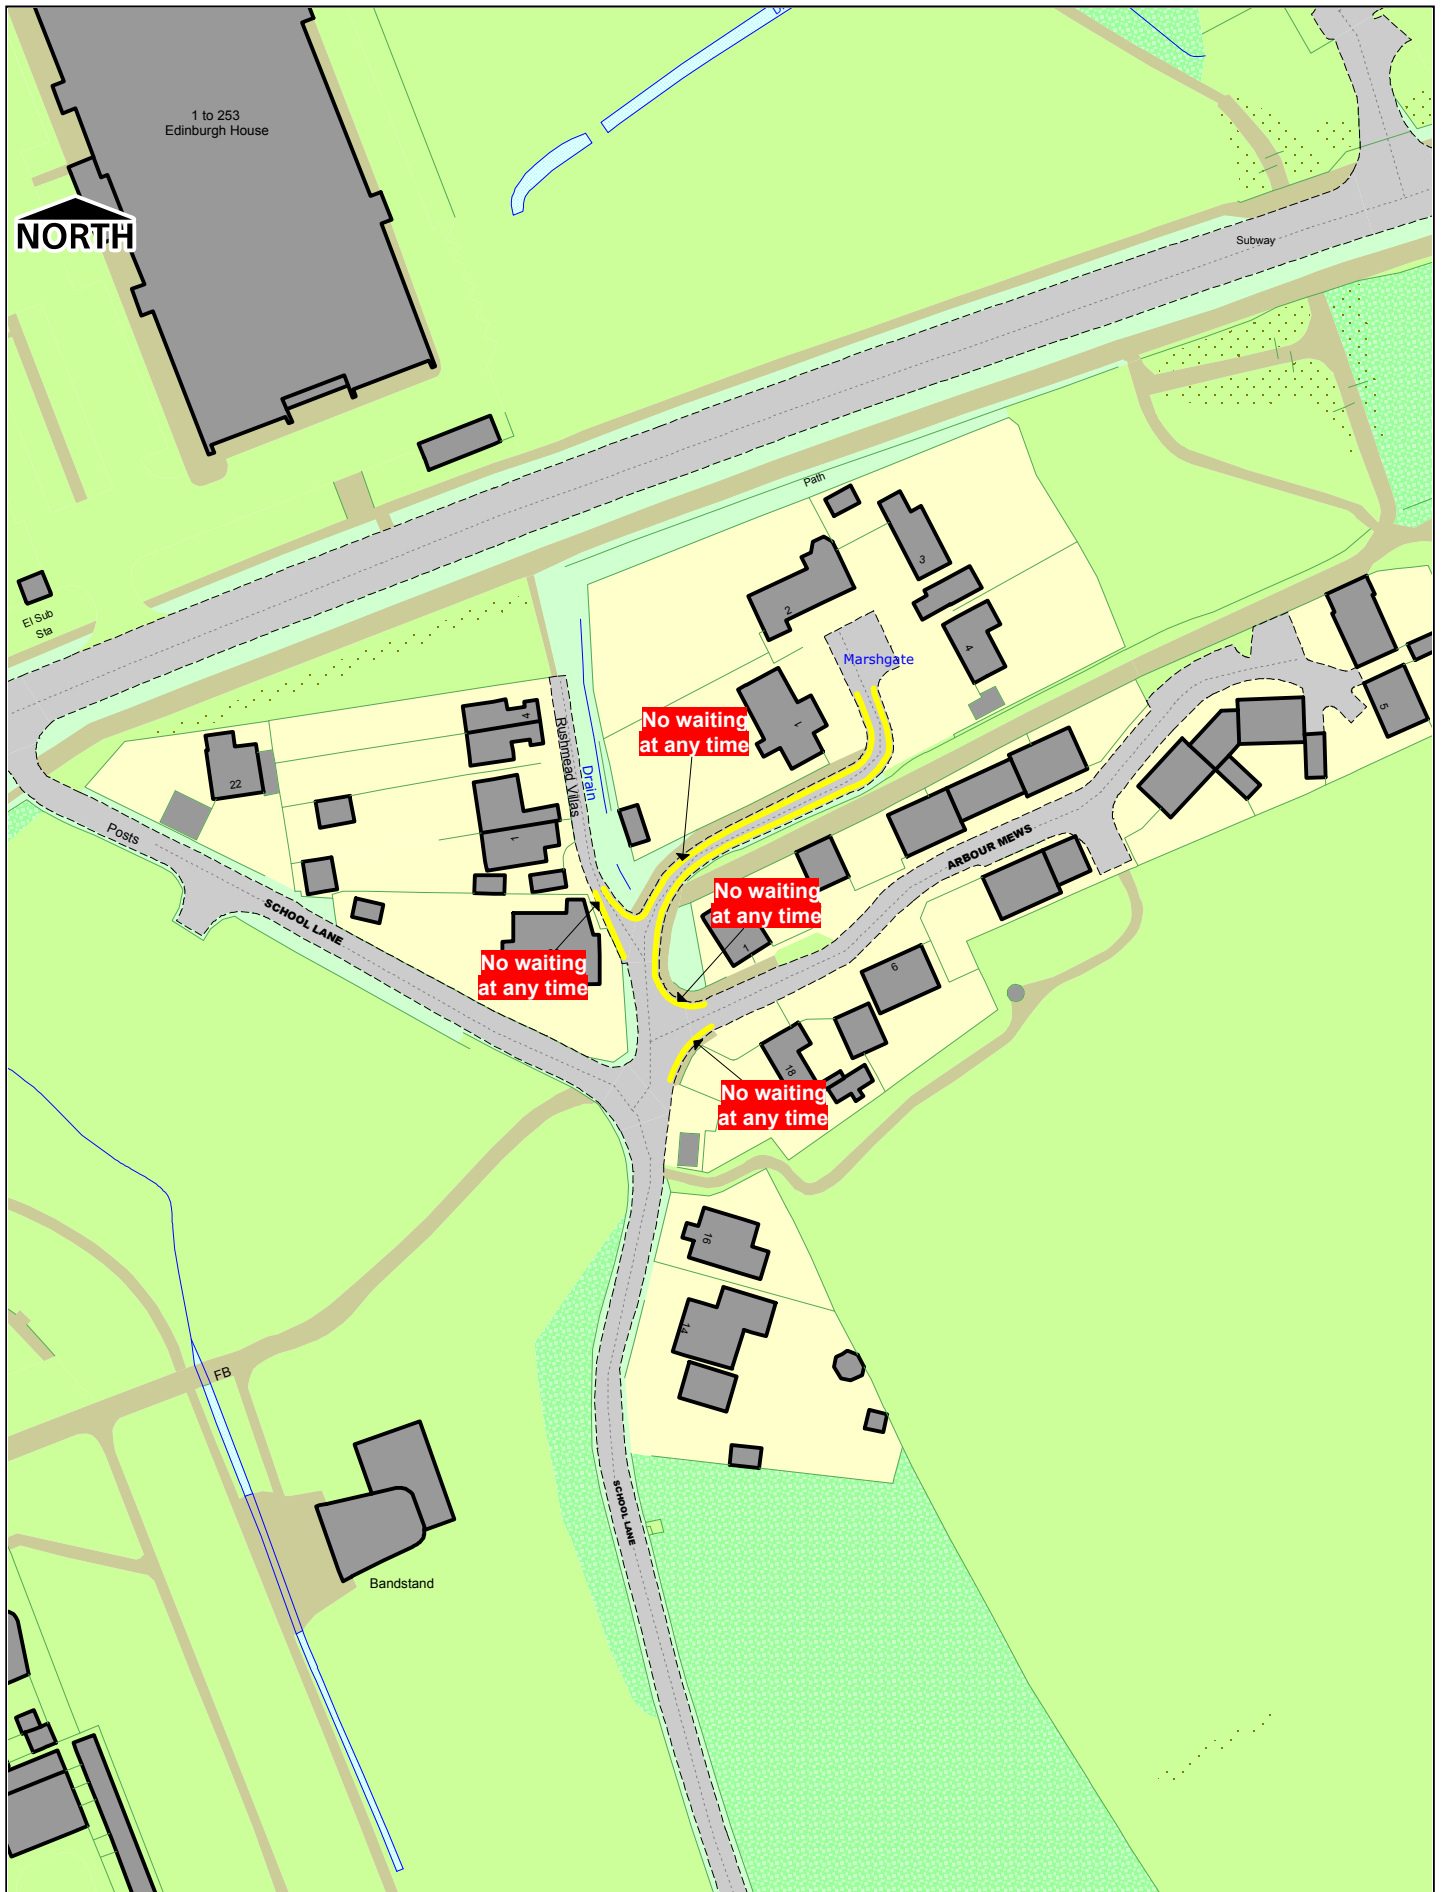 D
1 to 253
Edinburgh House
NORTH
Subway
Path
3
2
El Sub
Sta
4
Marshgate
4
No waiting
at any time
1
5
Rushmead Villas
22
Drain
Posts
1
ARBOUR MEWS
No waiting
at any time
SCHOOL LANE
1
No waiting
at any time
6
18
No waiting
at any time
16
14
FB
SCHOOL LANE
Bandstand